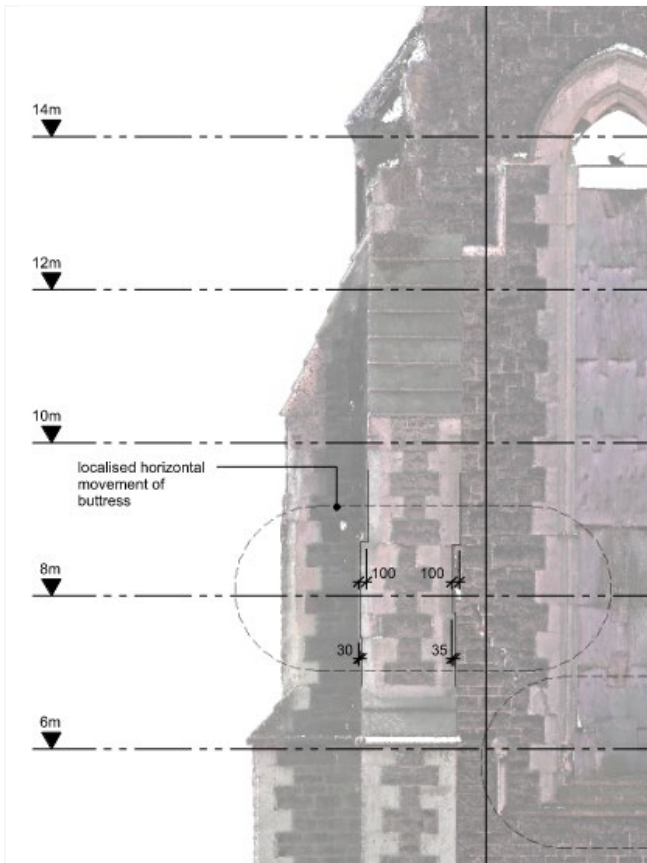 14m
12m
10m
localised horizontal
movement of
buttress
8m
100
100
30
35
6m